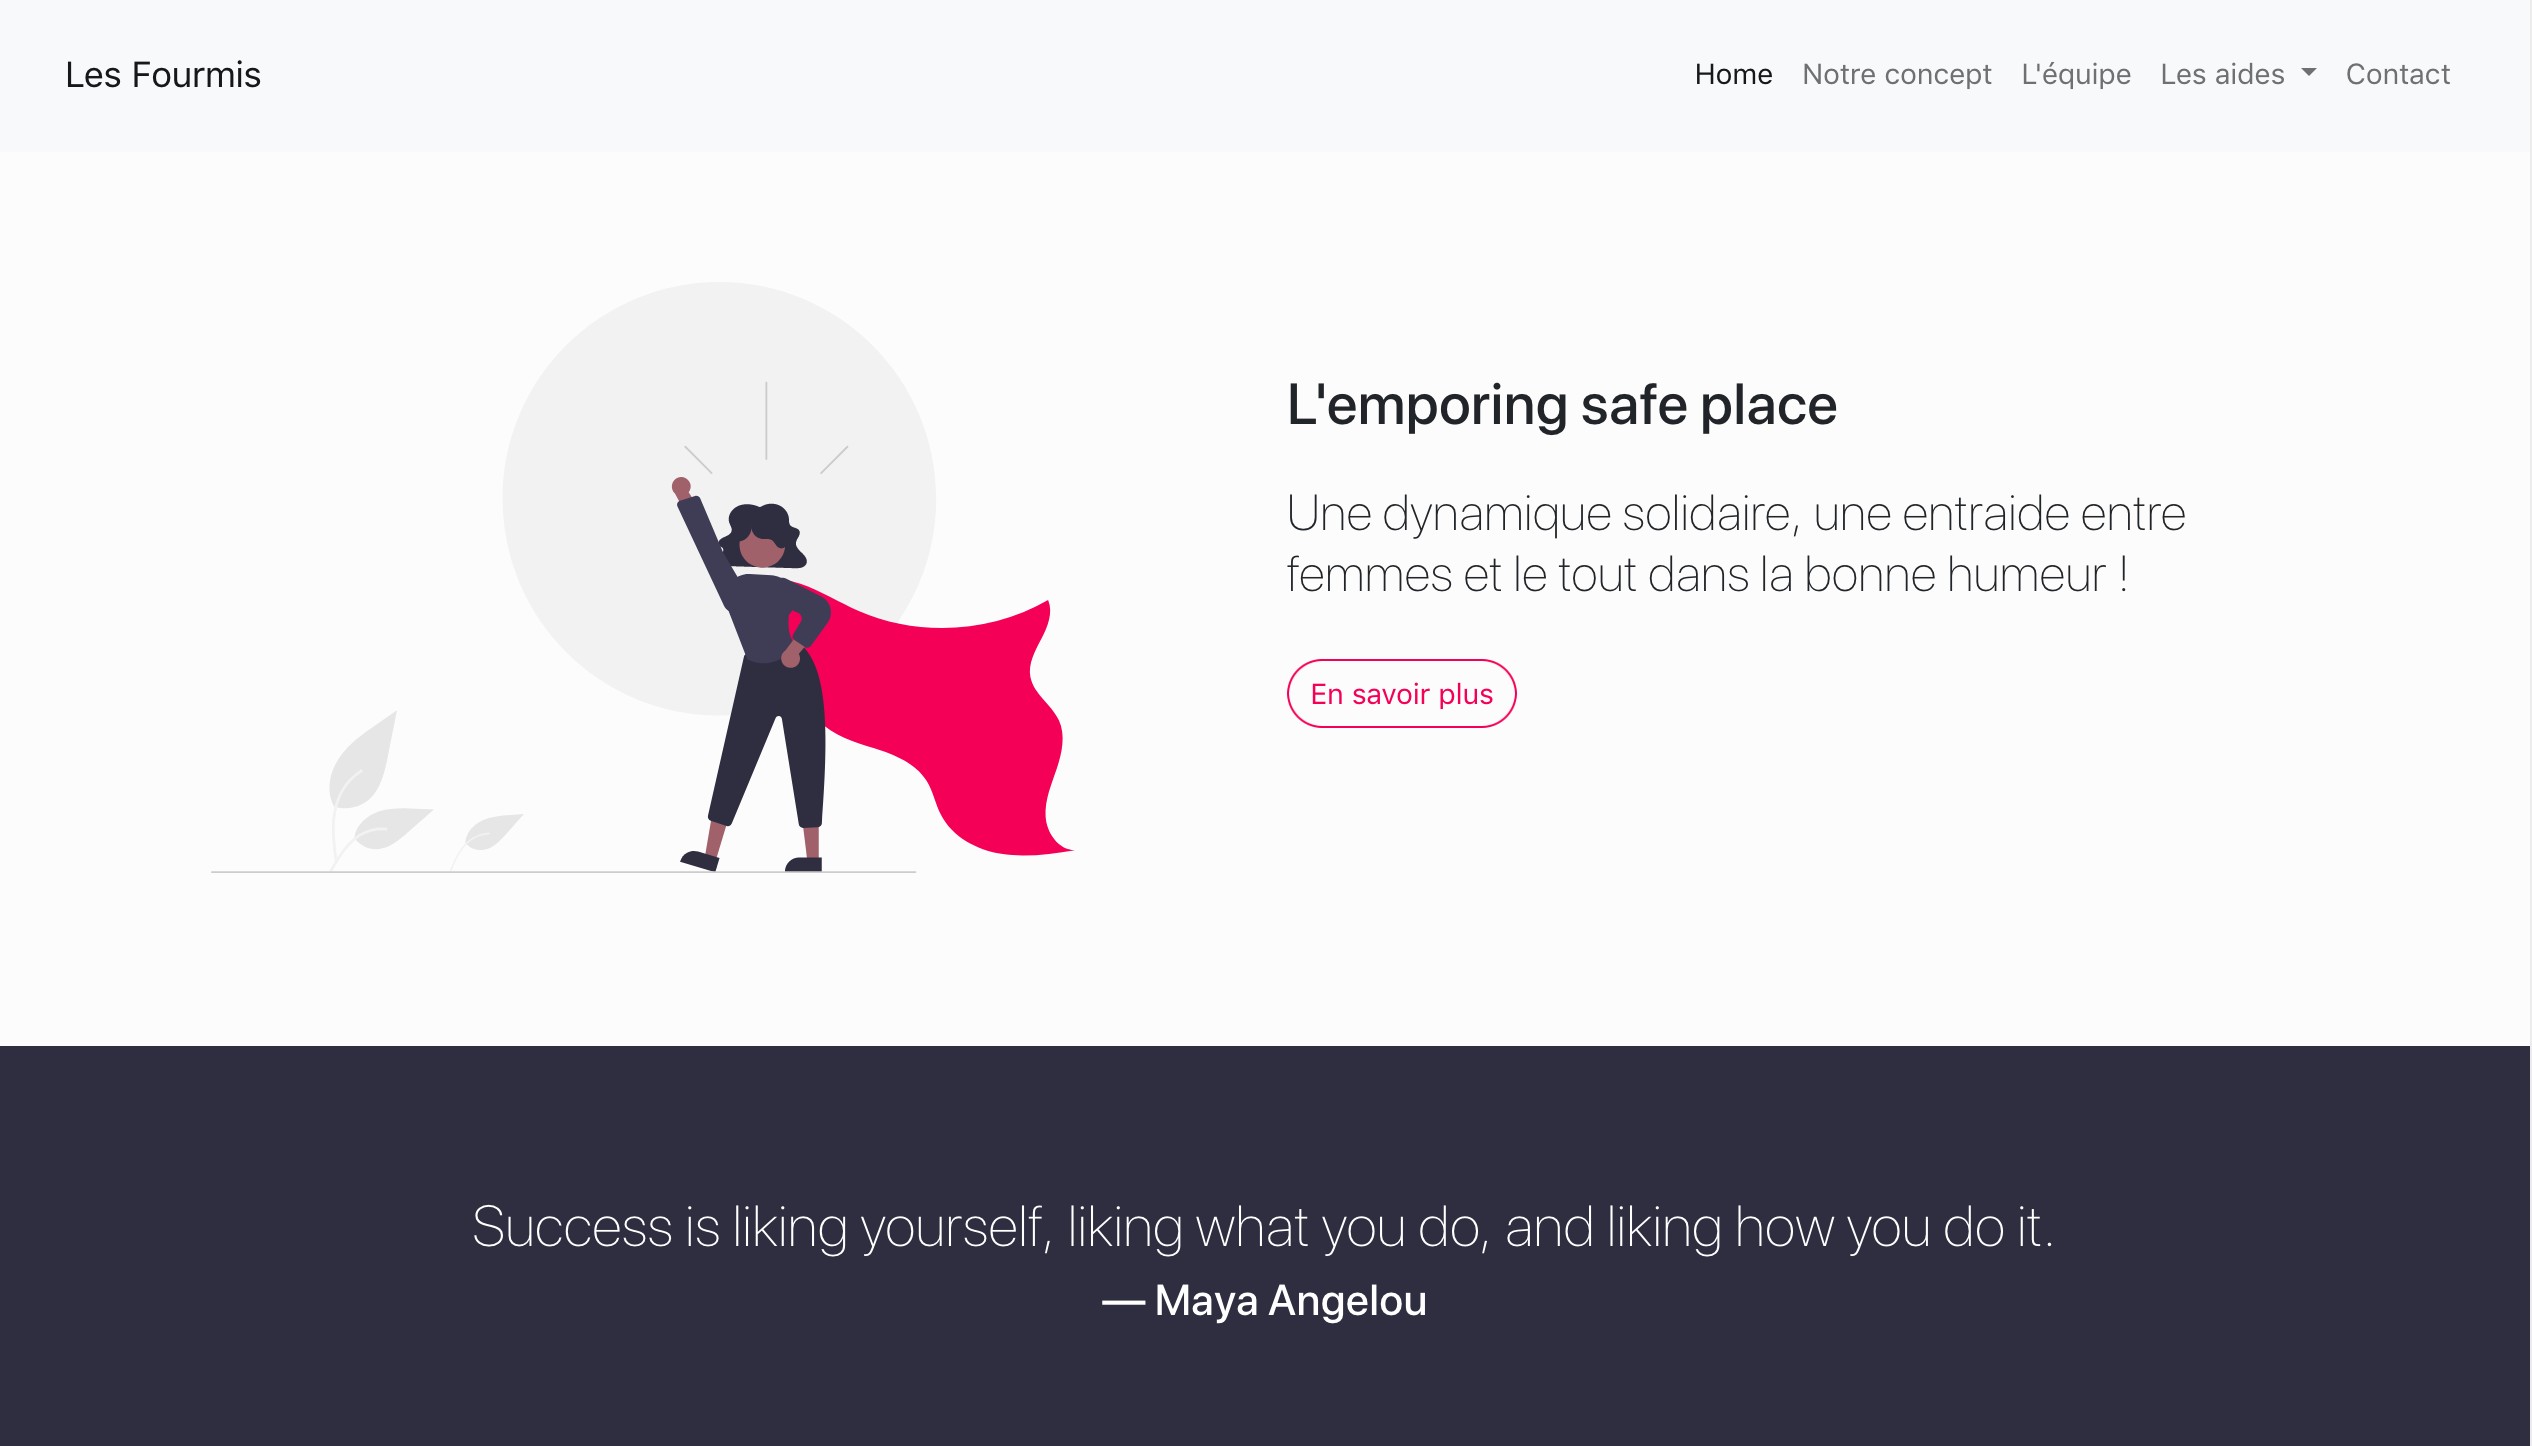 Les Fourmis
Home Notre concept L'équipe Les aides Contact
L'emporing safe place
Une dynamique solidaire, une entraide entre
femmes et le tout dans la bonne humeur !
En savoir plus
Success is liking yourself, liking what you do, and liking how you do it.
— Maya Angelou